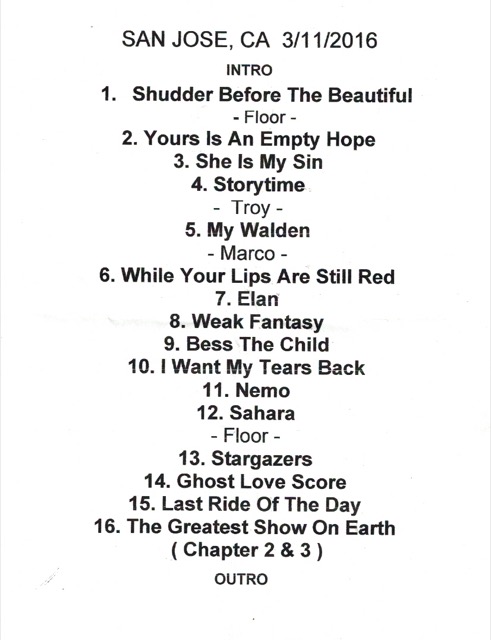 SAN JOSE, CA 3/11/2016
INTRO
1. Shudder Before The Beautiful
- Floor -
2. Yours Is An Empty Hope
3. She Is My Sin
4. Storytime
- Troy -
5. My Walden
- Marco -
6. While Your Lips Are Still Red
7. Elan
8. Weak Fantasy
9. Bess The Child
10. I Want My Tears Back
11. Nemo
12. Sahara
- Floor -
13. Stargazers
14. Ghost Love Score
15. Last Ride Of The Day
16. The Greatest Show On Earth
( Chapter 2 & 3 )
OUTRO